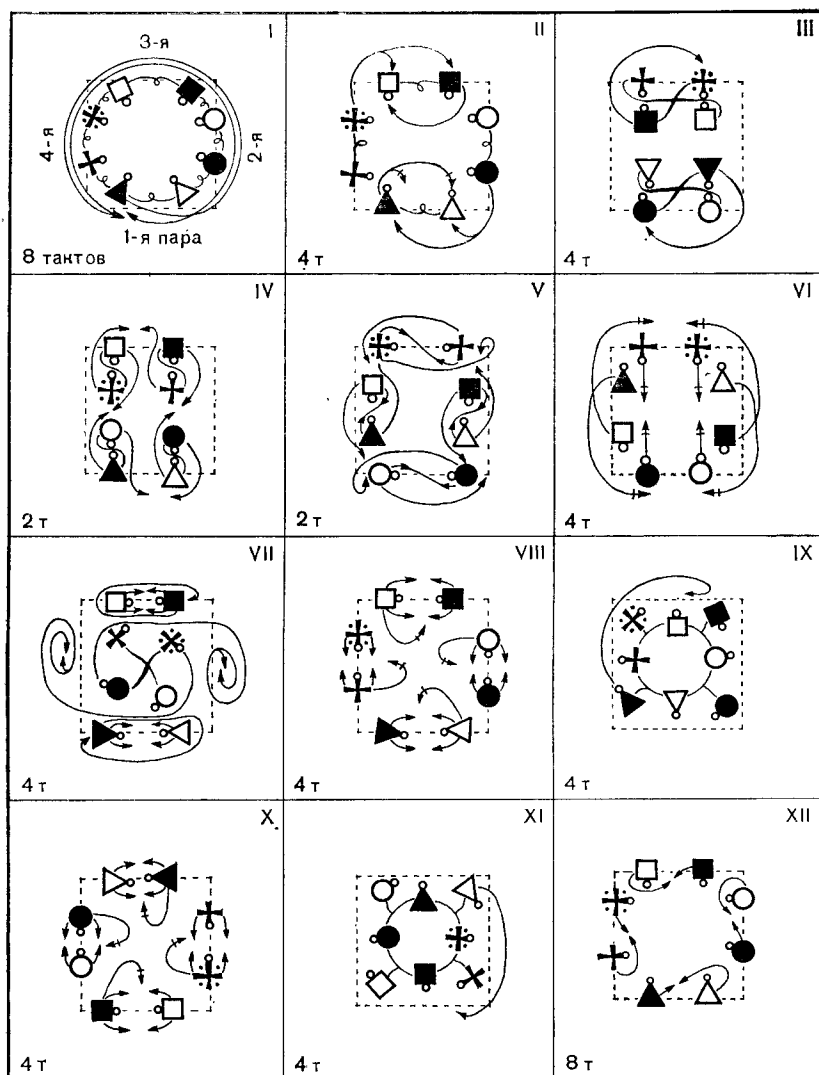 I
3-я
4-я
2-я
1-я пара
8 тактов
II
4 т
III
4 т
IV
2 т
V
2 т
VI
4 т
VII
4 т
VIII
4 т
IX
4 т
X
4 т
XI
4 т
XII
8 т